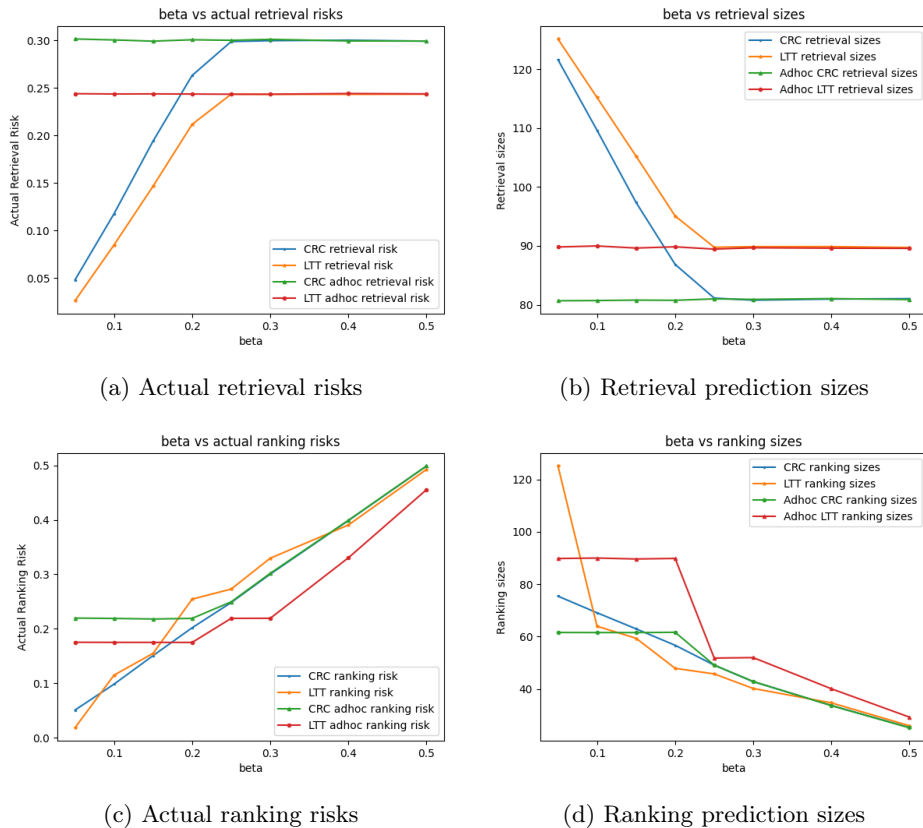 beta vs actual retrieval risks
0.30
0.25
0.20
0.15
0.10
0.05
Actual Retrieval Risk
CRC retrieval risk
LTT retrieval risk
CRC adhoc retrieval risk
LTT adhoc retrieval risk
0.1 0.2 0.3 0.4 0.5
beta
(a) Actual retrieval risks
beta vs retrieval sizes
120
110
100
90
80
Retrieval sizes
CRC retrieval sizes
LTT retrieval sizes
Adhoc CRC retrieval sizes
Adhoc LTT retrieval sizes
0.1 0.2 0.3 0.4 0.5
beta
(b) Retrieval prediction sizes
beta vs actual ranking risks
0.5
0.4
0.3
0.2
0.1
0.0
Actual Ranking Risk
CRC ranking risk
LTT ranking risk
CRC adhoc ranking risk
LTT adhoc ranking risk
0.1 0.2 0.3 0.4 0.5
beta
(c) Actual ranking risks
beta vs ranking sizes
120
100
80
60
40
Ranking sizes
CRC ranking sizes
LTT ranking sizes
Adhoc CRC ranking sizes
Adhoc LTT ranking sizes
0.1 0.2 0.3 0.4 0.5
beta
(d) Ranking prediction sizes